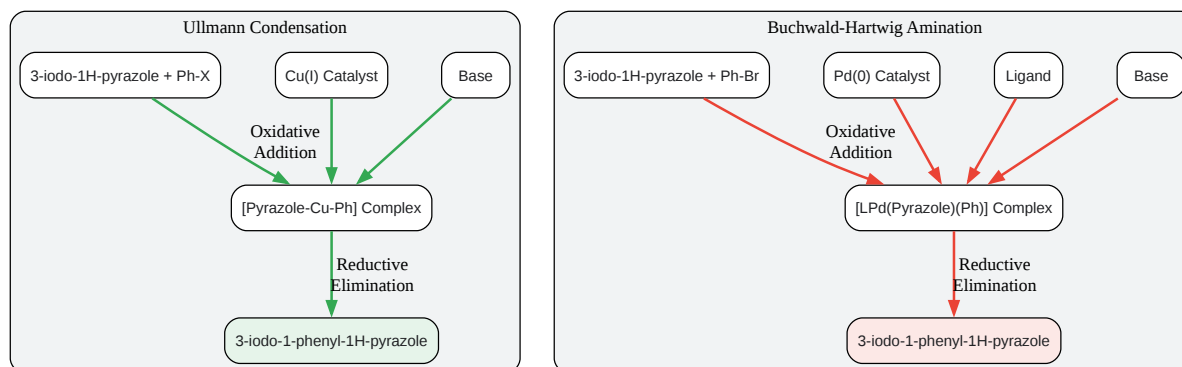 Ullmann Condensation
3-iodo-1H-pyrazole + Ph-X
Cu(I) Catalyst
Base
Oxidative
Addition
[Pyrazole-Cu-Ph] Complex
Reductive
Elimination
3-iodo-1-phenyl-1H-pyrazole
Buchwald-Hartwig Amination
3-iodo-1H-pyrazole + Ph-Br
Pd(0) Catalyst
Ligand
Base
Oxidative
Addition
[LPd(Pyrazole)(Ph)] Complex
Reductive
Elimination
3-iodo-1-phenyl-1H-pyrazole